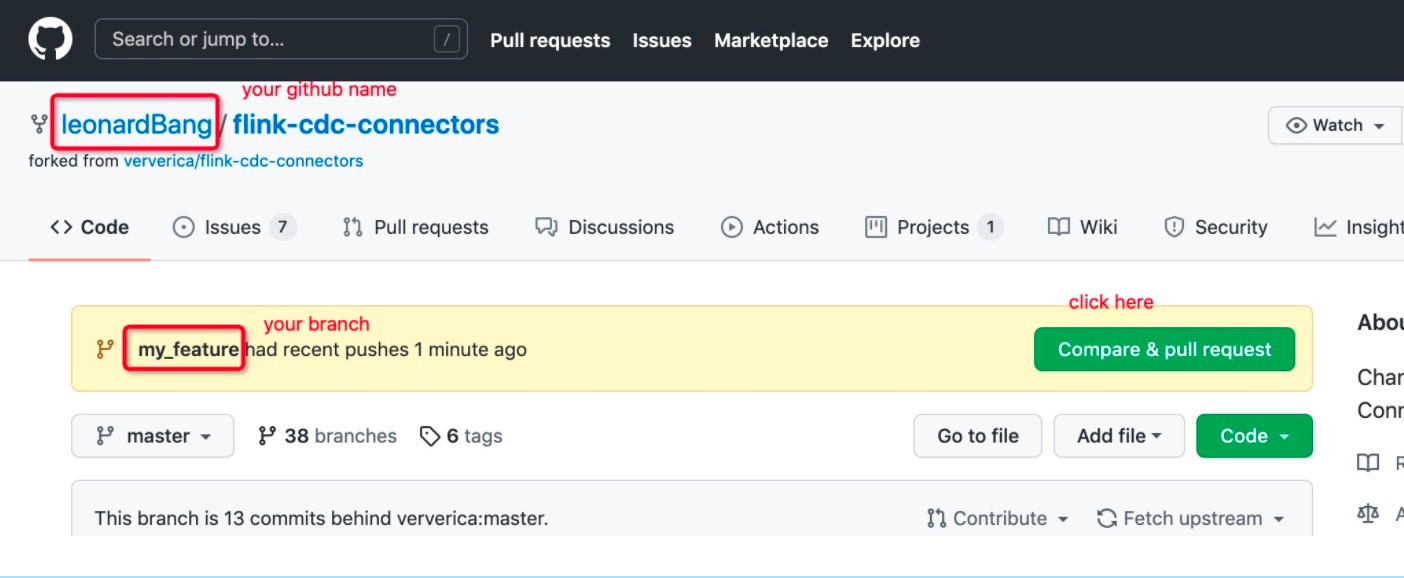 Search or jump to... /
Pull requests Issues Marketplace Explore
your github name
leonardBang / flink-cdc-connectors
Watch
forked from ververica/flink-cdc-connectors
<> Code Issues 7 Pull requests Discussions Actions Projects 1 Wiki Security Insight
click here
your branch
my_feature had recent pushes 1 minute ago
Compare & pull request
Abou
Char
Conr
master 38 branches 6 tags
Go to file Add file Code
This branch is 13 commits behind ververica:master.
Contribute Fetch upstream